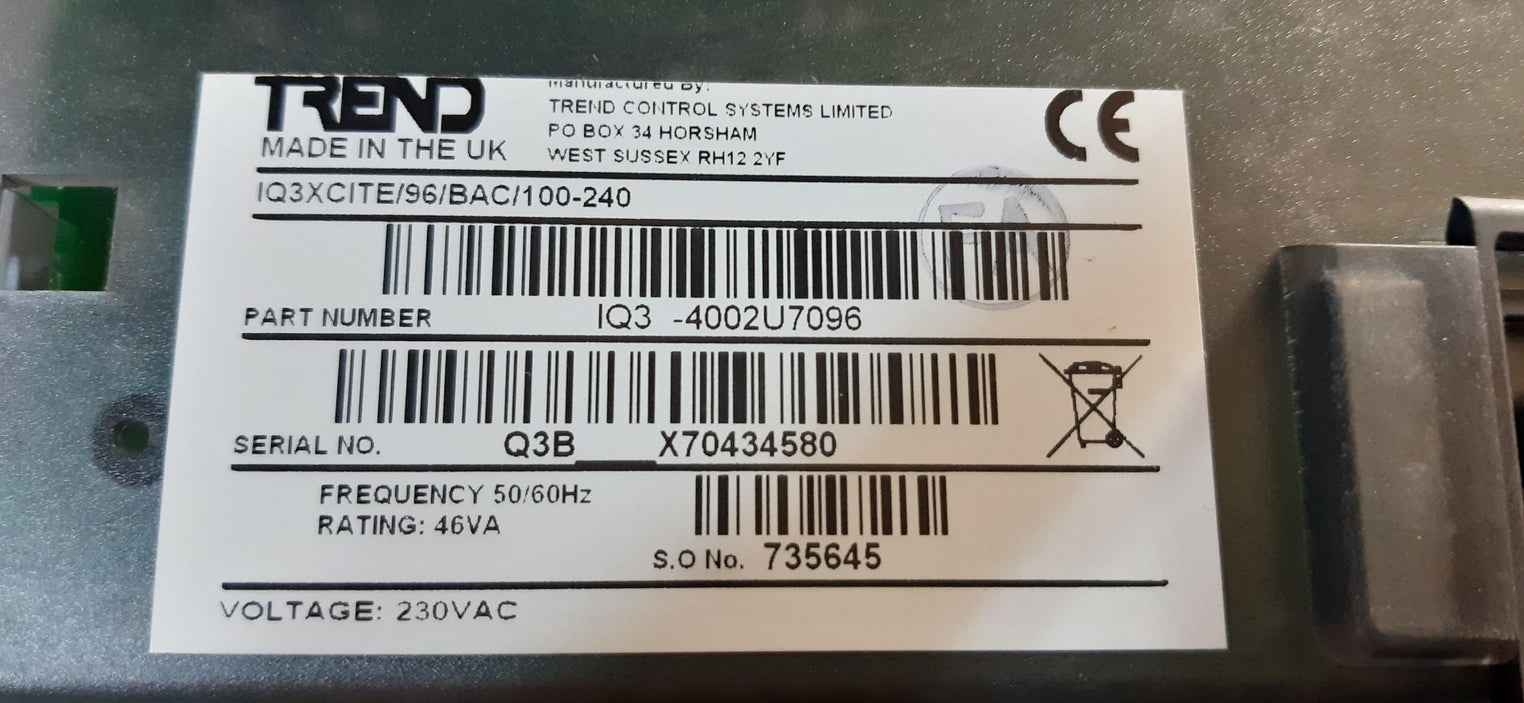 TREND
MADE IN THE UK
Manufactured By:
TREND CONTROL SYSTEMS LIMITED
PO BOX 34 HORSHAM
WEST SUSSEX RH12 2YF
CE
IQ3XCITE/96/BAC/100-240
EA
PART NUMBER IQ3 -4002U7096
SERIAL NO. Q3B____X70434580
FREQUENCY 50/60Hz
RATING: 46VA
S.O No. 735645
VOLTAGE: 230VAC